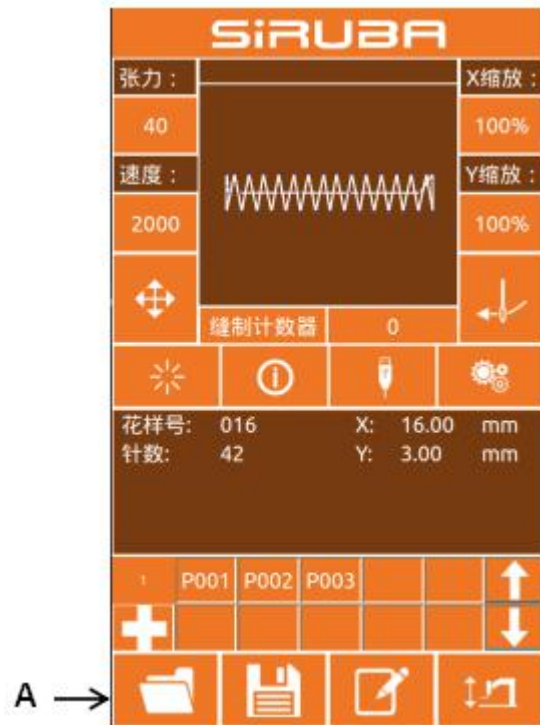 SiRUBA
张力：
X缩放：
40
100%
速度：
Y缩放：
2000
100%
缝制计数器 0
花样号: 016 X: 16.00 mm
针数: 42 Y: 3.00 mm
1 P001 P002 P003
A